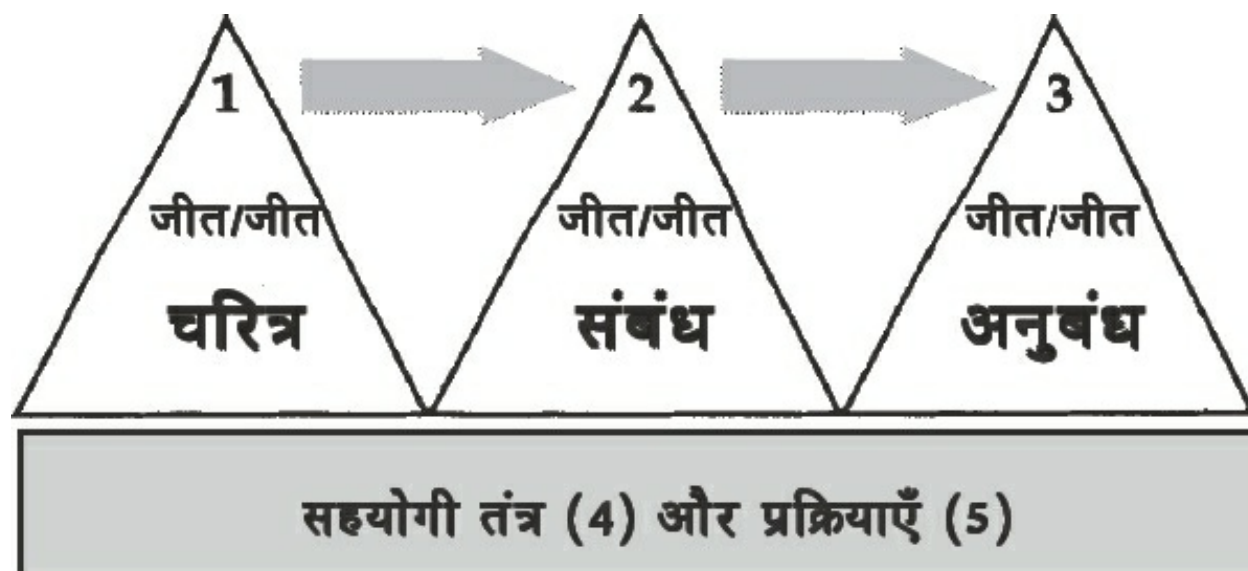 1 2 3
जीत/जीत जीत/जीत जीत/जीत
चरित्र संबंध अनुबंध
सहयोगी तंत्र (4) और प्रक्रियाएँ (5)